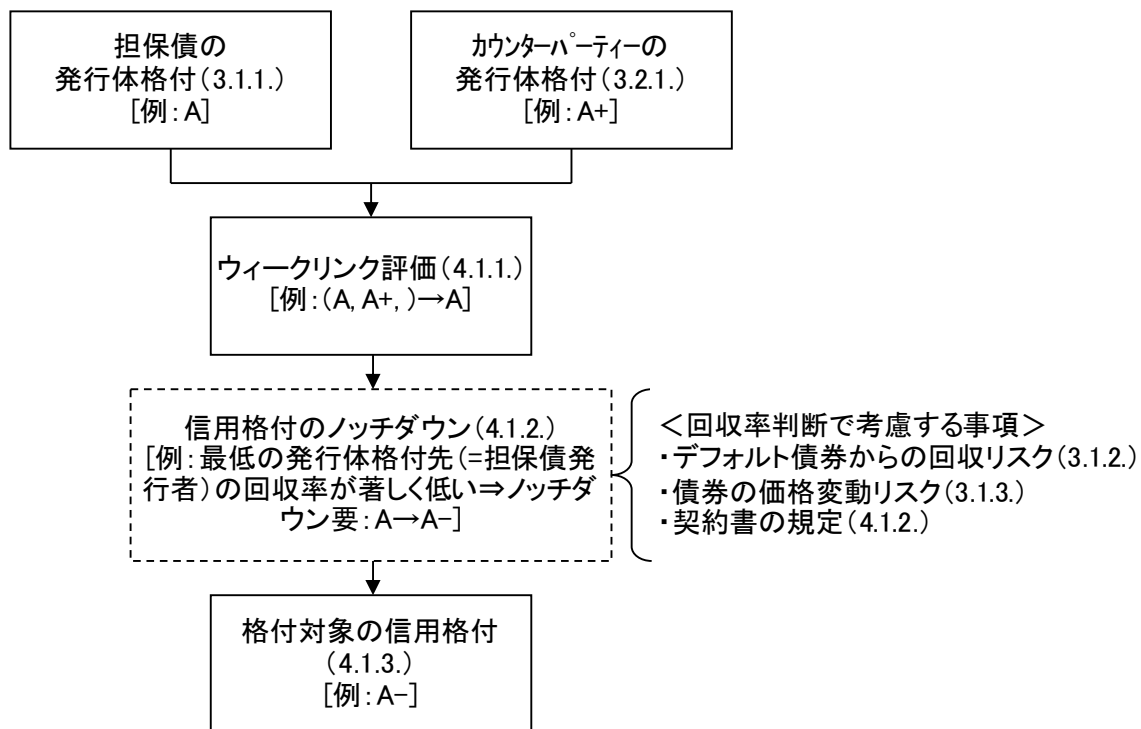 担保債の
発行体格付(3.1.1.)
[例:A]
ｶｳﾝﾀｰﾊﾟｰﾃｨｰの
発行体格付(3.2.1.)
[例:A+]
ウィークリンク評価(4.1.1.)
[例:(A, A+, )→A]
信用格付のノッチダウン(4.1.2.)
[例:最低の発行体格付先(=担保債発
行者)の回収率が著しく低い⇒ノッチダ
ウン要:A→A-]
<回収率判断で考慮する事項>
・デフォルト債券からの回収リスク(3.1.2.)
・債券の価格変動リスク(3.1.3.)
・契約書の規定(4.1.2.)
格付対象の信用格付
(4.1.3.)
[例:A-]